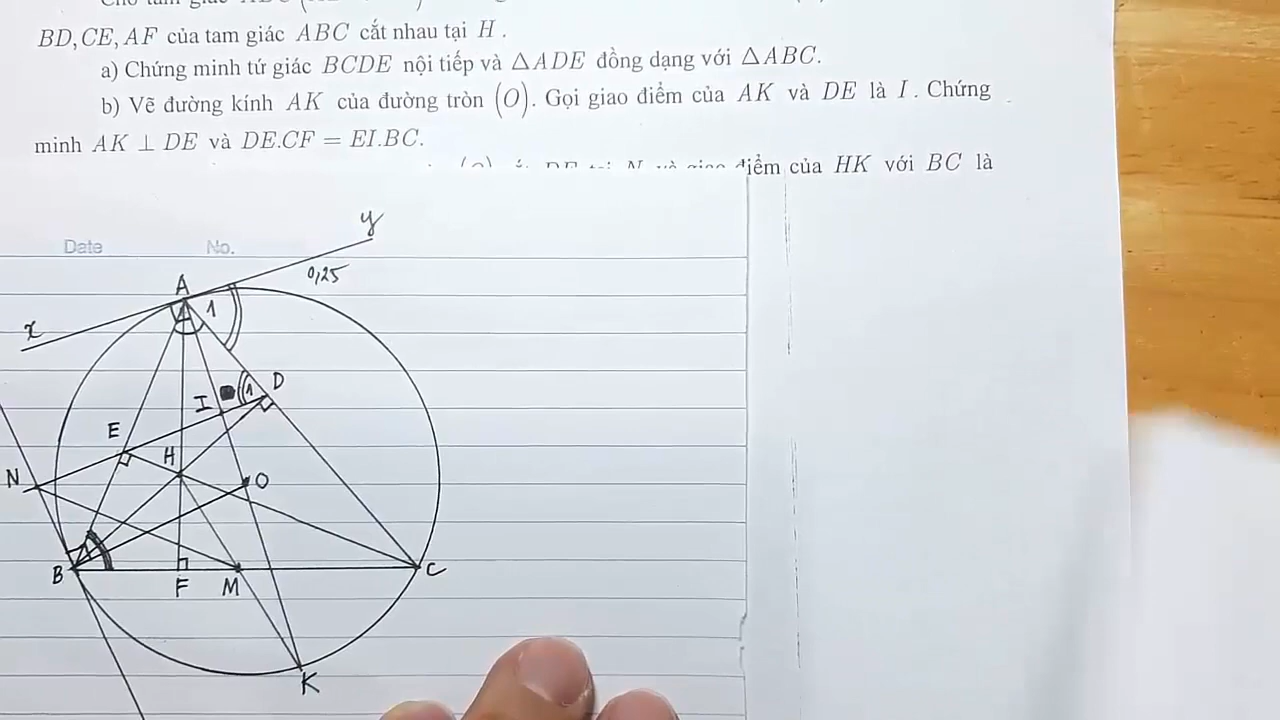 BD, CE, AF của tam giác ABC cắt nhau tại H .
a) Chứng minh tứ giác BCDE nội tiếp và △ADE đồng dạng với △ABC.
b) Vẽ đường kính AK của đường tròn (O). Gọi giao điểm của AK và DE là I . Chứng
minh AK ⊥ DE và DE.CF = EI.BC.
điểm của HK với BC là
y
Date No.
0,25
A
1
x
D
1
I
E
H
N
O
B
F
M
C
K